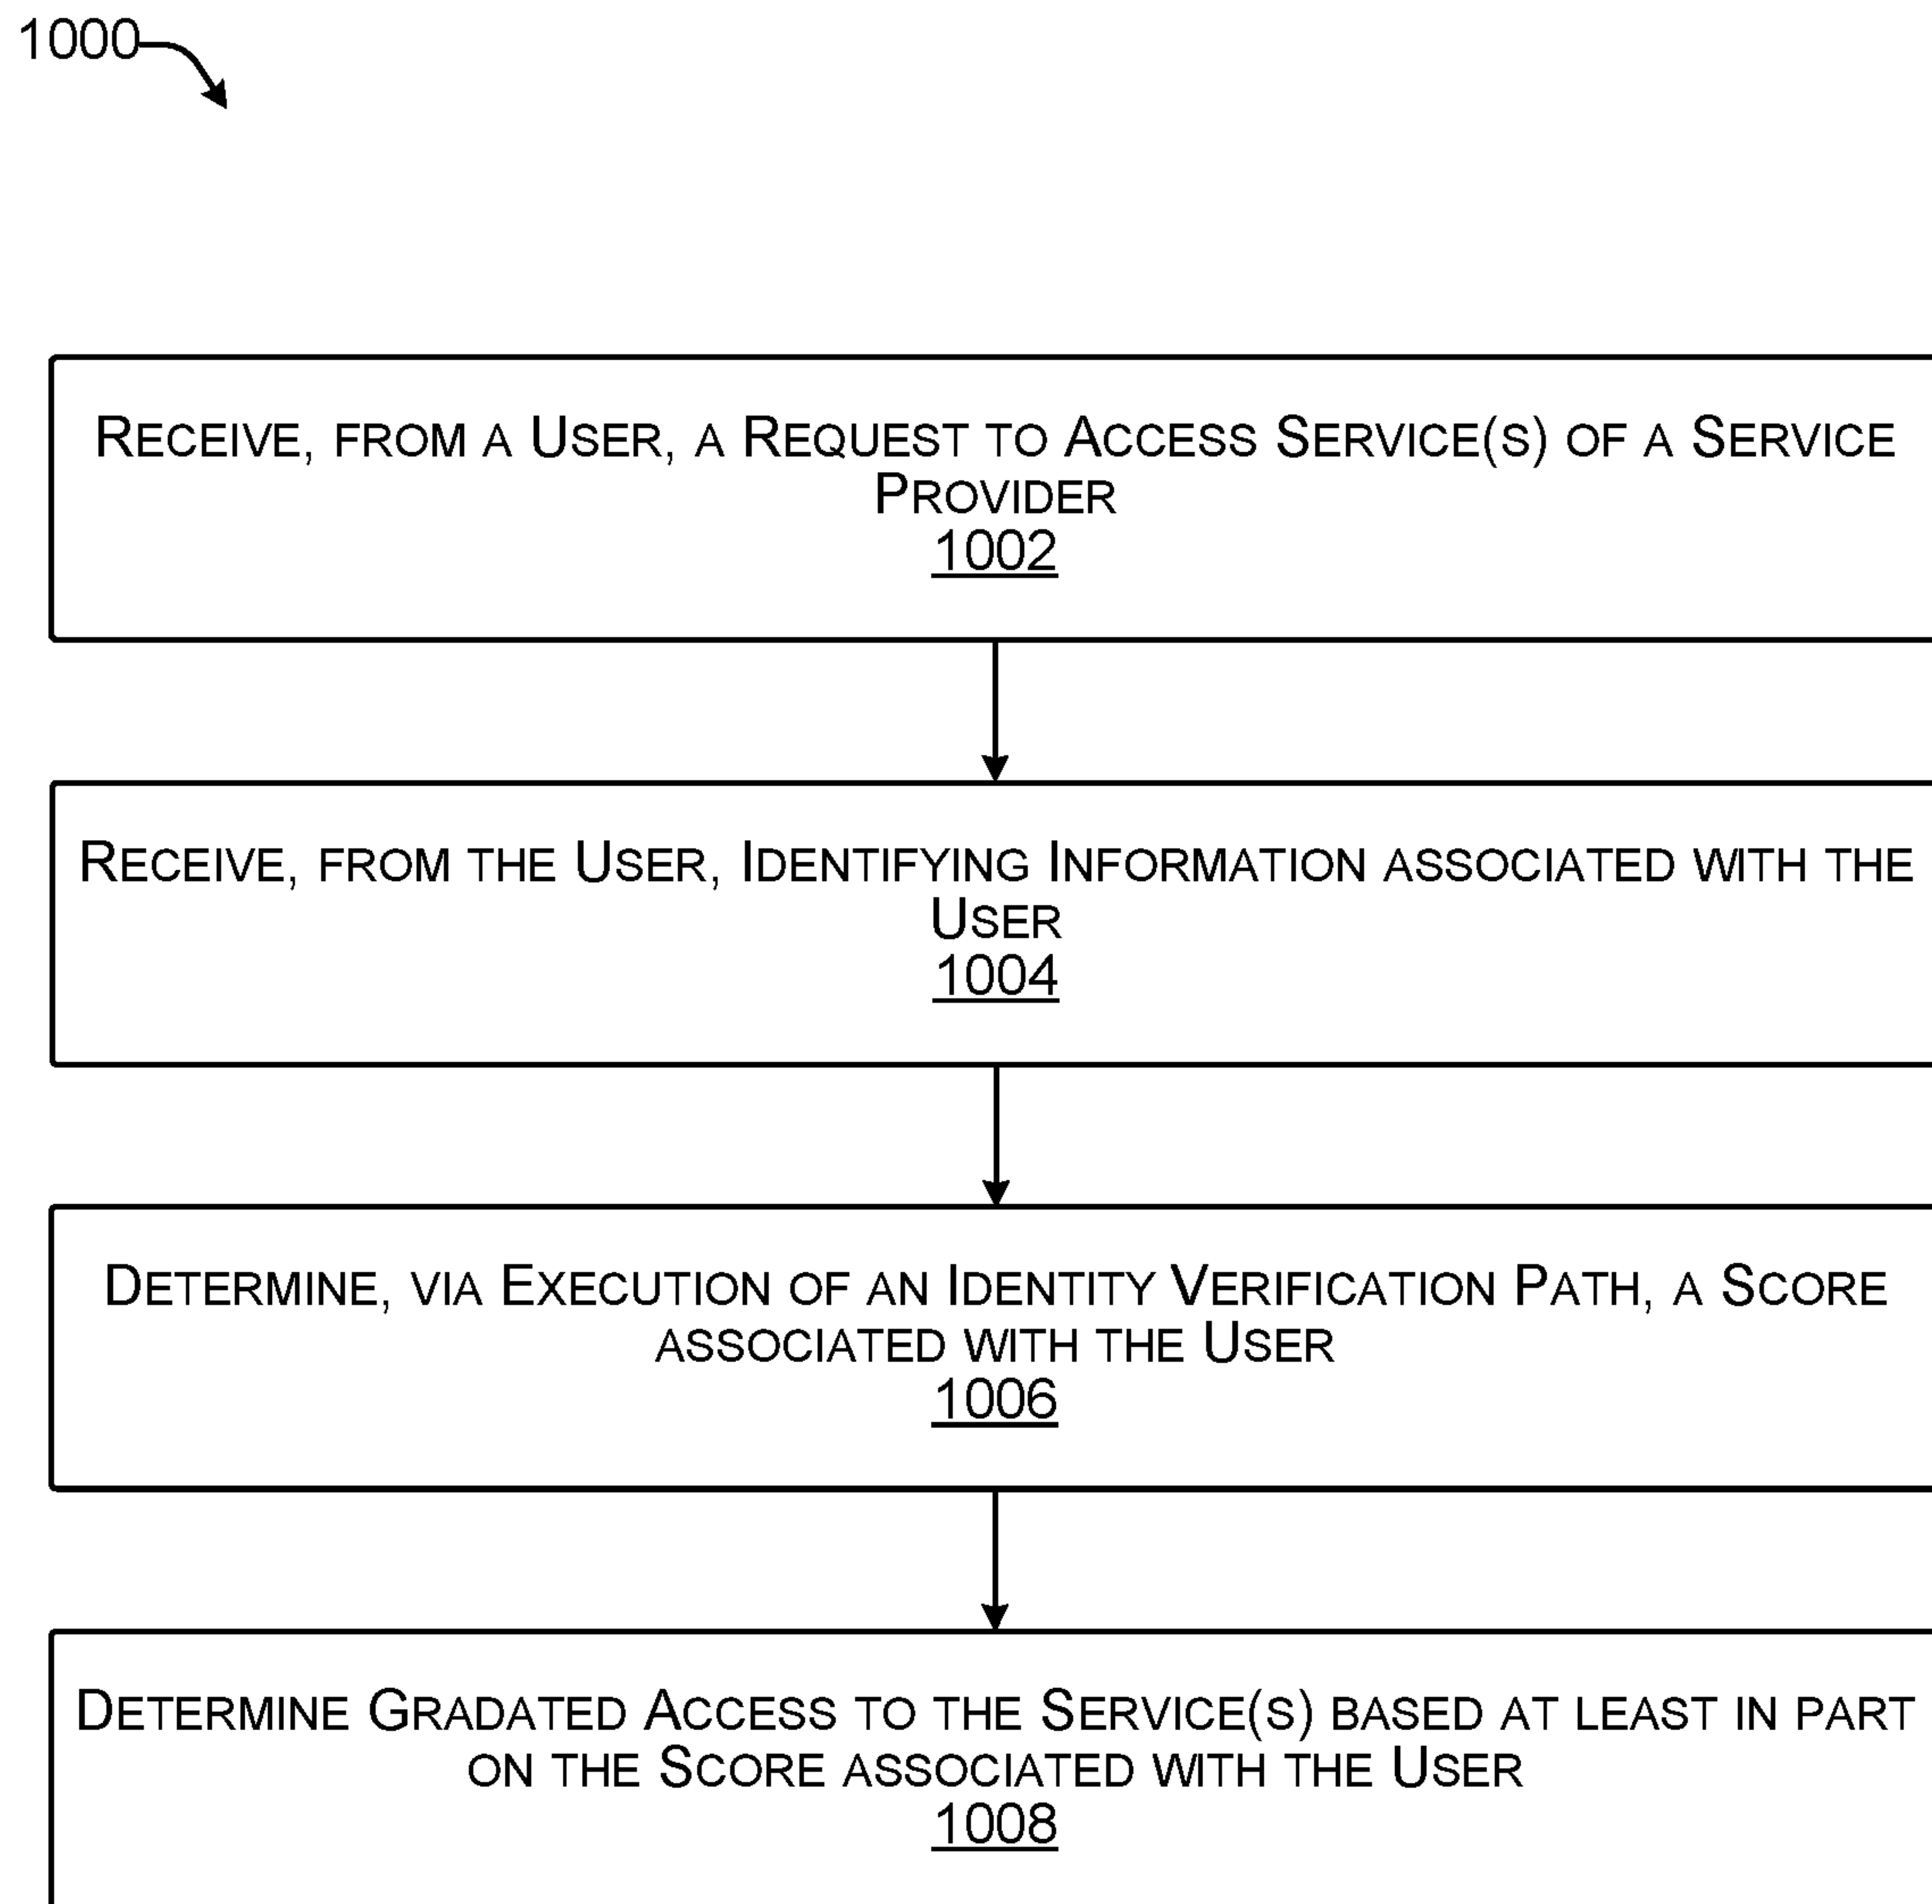 1000
RECEIVE, FROM A USER, A REQUEST TO ACCESS SERVICE(S) OF A SERVICE
PROVIDER
1002
RECEIVE, FROM THE USER, IDENTIFYING INFORMATION ASSOCIATED WITH THE
USER
1004
DETERMINE, VIA EXECUTION OF AN IDENTITY VERIFICATION PATH, A SCORE
ASSOCIATED WITH THE USER
1006
DETERMINE GRADATED ACCESS TO THE SERVICE(S) BASED AT LEAST IN PART
ON THE SCORE ASSOCIATED WITH THE USER
1008